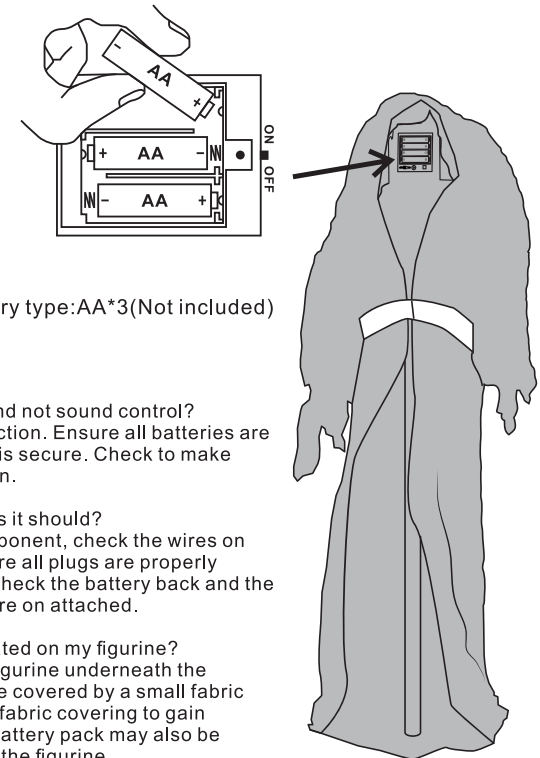 AA
AA
AA
ON
OFF
ry type:AA*3(Not included)
nd not sound control?
ction. Ensure all batteries are
is secure. Check to make
n.
s it should?
ponent, check the wires on
re all plugs are properly
heck the battery back and the
re on attached.
ted on my figurine?
igurine underneath the
e covered by a small fabric
fabric covering to gain
attery pack may also be
the figurine.